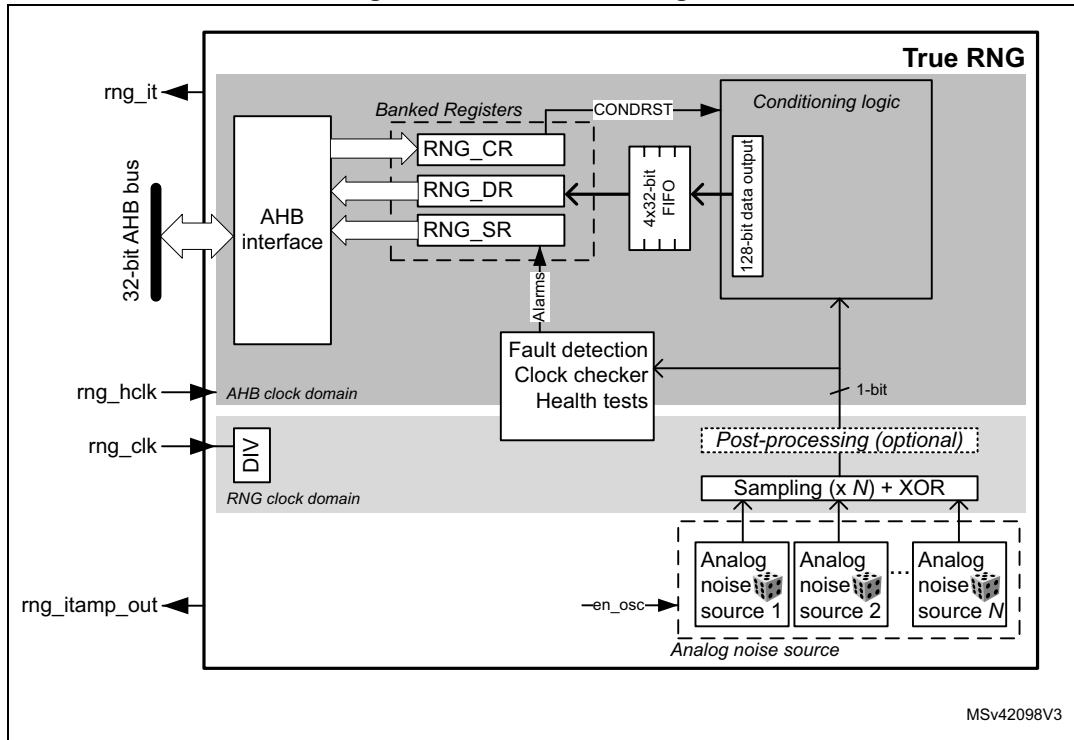 True RNG
rng_it
Banked Registers
CONDRST
Conditioning logic
RNG_CR
RNG_DR
RNG_SR
4x32-bit
FIFO
128-bit data output
32-bit AHB bus
AHB
interface
Alarms
Fault detection
Clock checker
Health tests
1-bit
rng_hclk
AHB clock domain
rng_clk
DIV
RNG clock domain
Post-processing (optional)
Sampling (x N) + XOR
Analog
noise
source 1
Analog
noise
source 2
...
Analog
noise
source N
en_osc
Analog noise source
rng_itamp_out
MSv42098V3